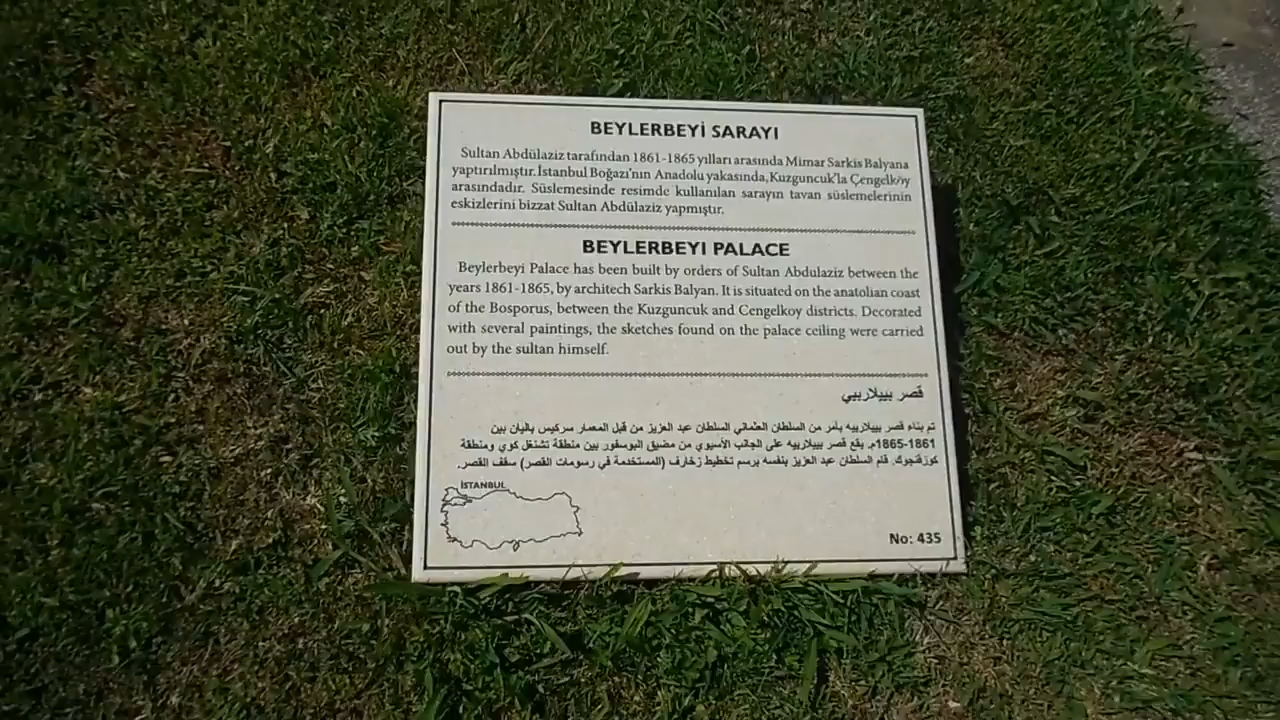 BEYLERBEYİ SARAYI
Sultan Abdülaziz tarafından 1861-1865 yılları arasında Mimar Sarkis Balyana
yaptırılmıştır. İstanbul Boğazı'nın Anadolu yakasında, Kuzguncuk'la Çengelköy
arasındadır. Süslemesinde resimde kullanılan sarayın tavan süslemelerinin
eskizlerini bizzat Sultan Abdülaziz yapmıştır.
BEYLERBEYI PALACE
Beylerbeyi Palace has been built by orders of Sultan Abdulaziz between the
years 1861-1865, by architech Sarkis Balyan. It is situated on the anatolian coast
of the Bosporus, between the Kuzguncuk and Cengelkoy districts. Decorated
with several paintings, the sketches found on the palace ceiling were carried
out by the sultan himself.
قصر بييلاربيي
تم بناء قصر بييلاربيه بأمر من السلطان العثماني السلطان عبد العزيز من قبل المعمار سركيس باليان بين
1861-1865م. يقع قصر بييلاربيه على الجانب الأسيوي من مضيق البوسفور بين منطقة تشنغل كوي ومنطقة
كوزقنجوك. قام السلطان عبد العزيز بنفسه برسم تخطيط زخارف (المستخدمة في رسومات القصر) سقف القصر.
İSTANBUL
No: 435